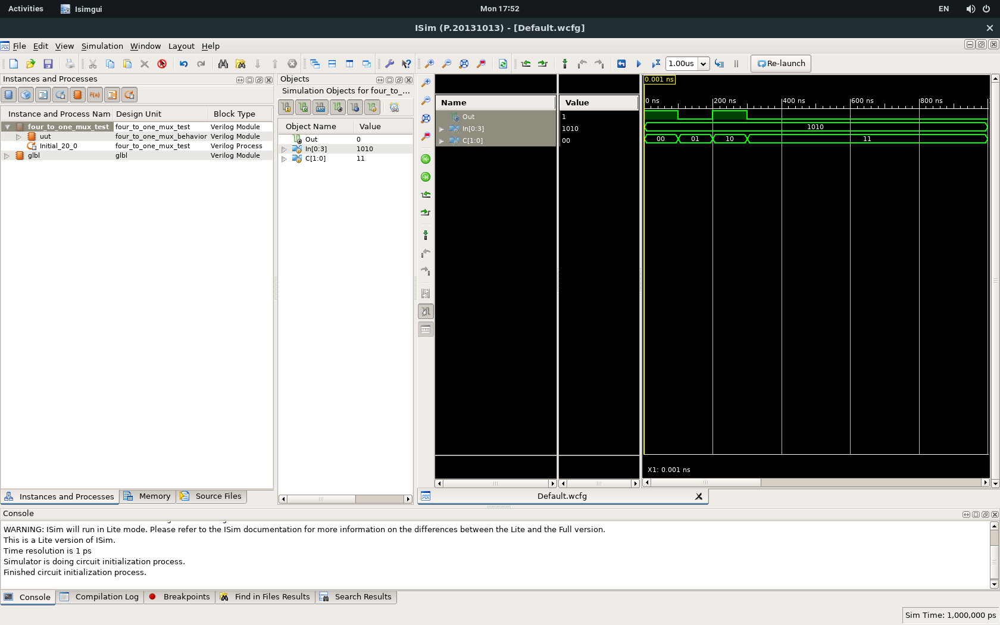 Activities Isimgui Mon 17:52 EN
ISim (P.20131013) - [Default.wcfg]
File Edit View Simulation Window Layout Help
1.00us Re-launch
Instances and Processes
Instance and Process Nam Design Unit Block Type
four_to_one_mux_test four_to_one_mux_test Verilog Module
uut four_to_one_mux_behavior Verilog Module
Initial_20_0 four_to_one_mux_test Verilog Process
glbl glbl Verilog Module
Instances and Processes Memory Source Files
Objects
Simulation Objects for four_to_...
Object Name Value
Out 0
In[0:3] 1010
C[1:0] 11
Name Value
Out 1
In[0:3] 1010
C[1:0] 00
0.001 ns
0 ns 200 ns 400 ns 600 ns 800 ns
1010
00 01 10 11
X1: 0.001 ns
Default.wcfg
Console
WARNING: ISim will run in Lite mode. Please refer to the ISim documentation for more information on the differences between the Lite and the Full version.
This is a Lite version of ISim.
Time resolution is 1 ps
Simulator is doing circuit initialization process.
Finished circuit initialization process.
Console Compilation Log Breakpoints Find in Files Results Search Results
Sim Time: 1,000,000 ps